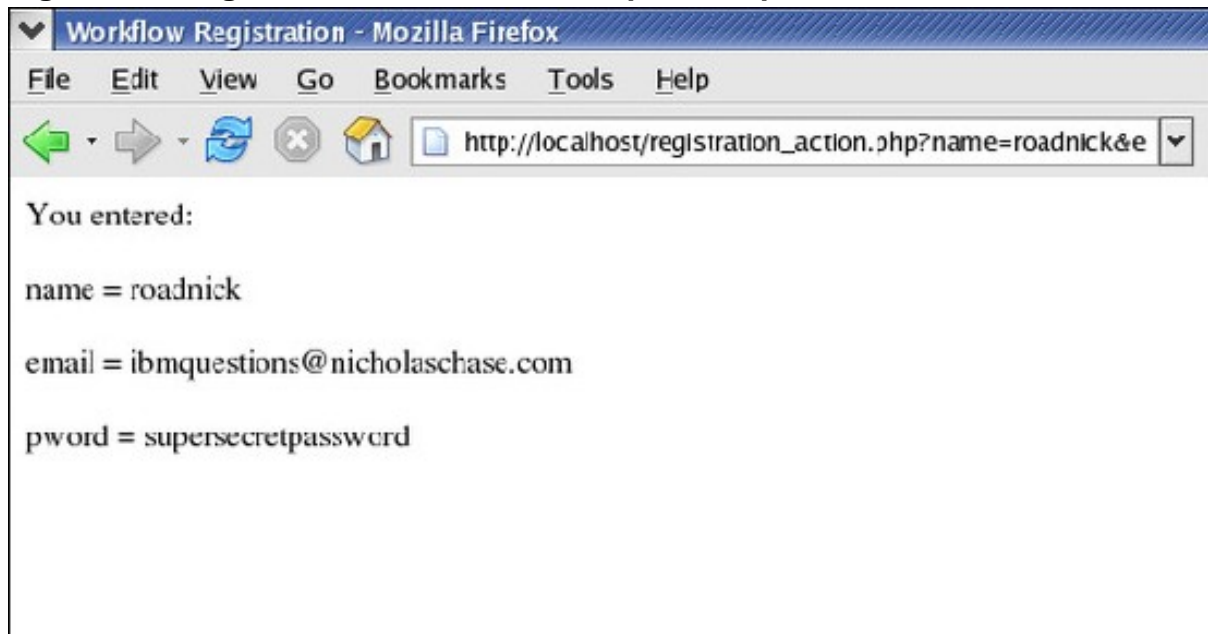 Workflow Registration - Mozilla Firefox
File Edit View Go Bookmarks Tools Help
http://localhost/registration_action.php?name=roadnick&e
You entered:
name = roadnick
email = ibmquestions@nicholaschase.com
pword = supersecretpassword